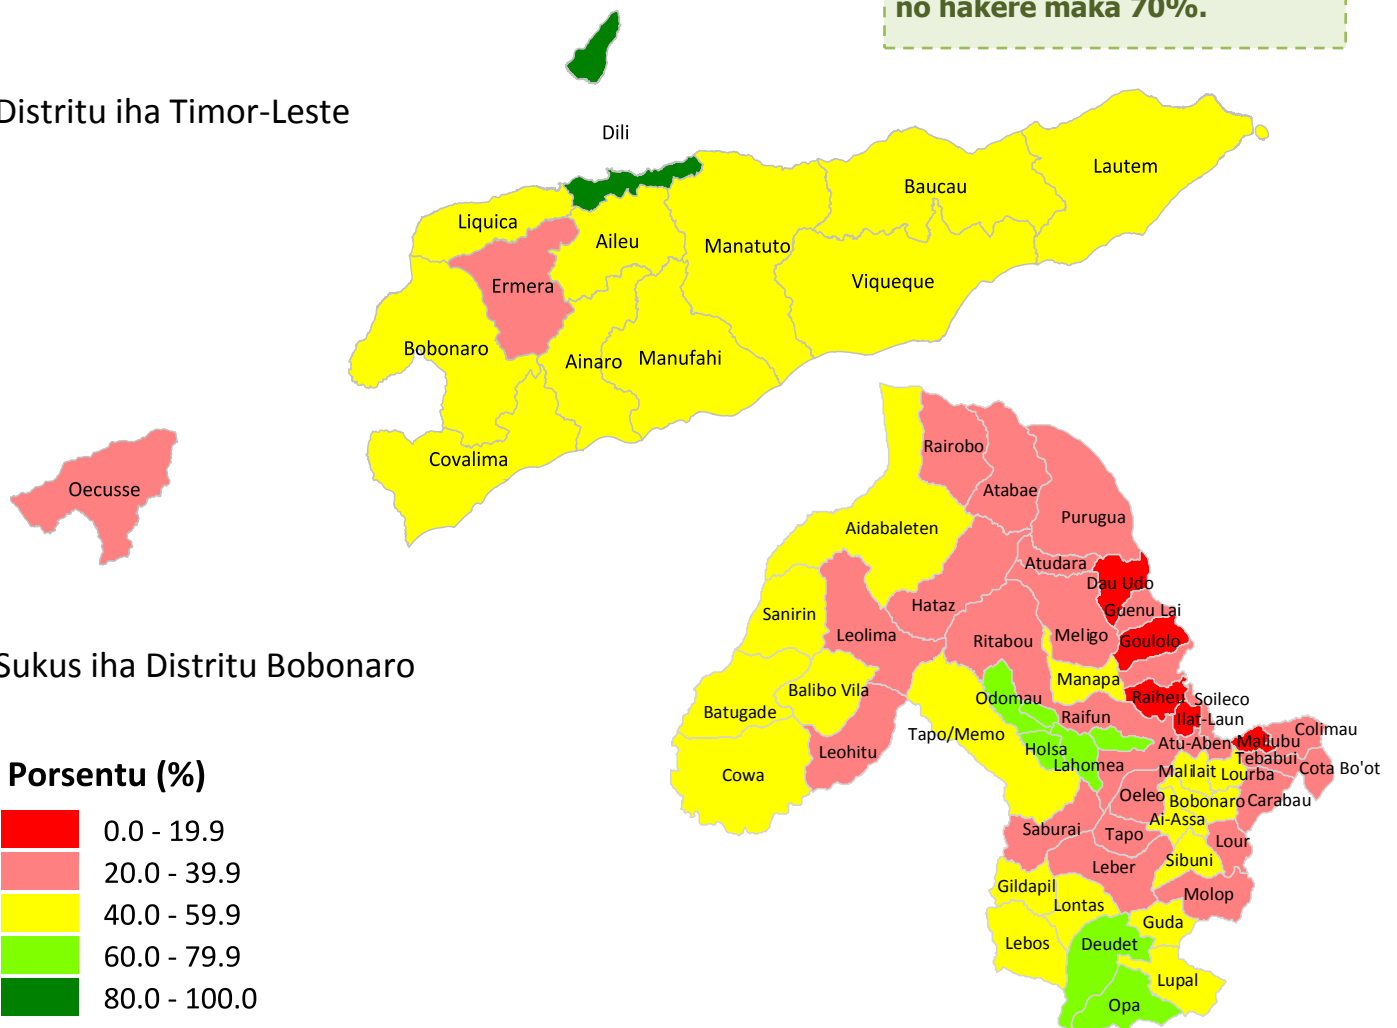 no hakere maka 70%.
Distritu iha Timor-Leste
Dili
Lautem
Baucau
Liquica
Aileu
Manatuto
Viqueque
Ermera
Bobonaro
Ainaro
Manufahi
Covalima
Oecusse
Rairobo
Atabae
Purugua
Aidabaleten
Atudara
Dau Udo
Guenu Lai
Hataz
Sanirin
Leolima
Ritabou
Meligo
Goulolo
Sukus iha Distritu Bobonaro
Manapa
Balibo Vila
Odomau
Raiheu
Soileco
Batugade
Raifun
Ilat-Laun
Colimau
Tapo/Memo
Atu-Aben
Mallubu
Leohitu
Holsa
Tebabui
Lahomea
Malilait
Lourba
Cota Bo'ot
Cowa
Oeleo
Bobonaro
Carabau
Ai-Assa
Saburai
Tapo
Lour
Leber
Sibuni
Gildapil
Molop
Lontas
Guda
Lebos
Deudet
Lupal
Opa
Porsentu (%)
0.0 - 19.9
20.0 - 39.9
40.0 - 59.9
60.0 - 79.9
80.0 - 100.0